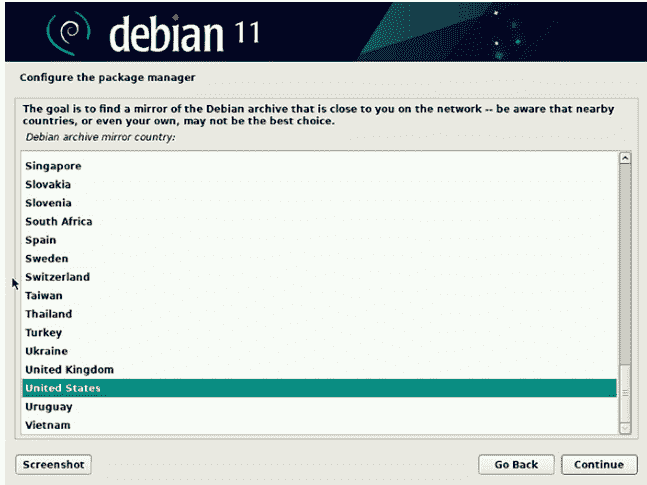 debian 11
Configure the package manager
The goal is to find a mirror of the Debian archive that is close to you on the network -- be aware that nearby
countries, or even your own, may not be the best choice.
Debian archive mirror country:
Singapore
Slovakia
Slovenia
South Africa
Spain
Sweden
Switzerland
Taiwan
Thailand
Turkey
Ukraine
United Kingdom
United States
Uruguay
Vietnam
Screenshot
Go Back
Continue